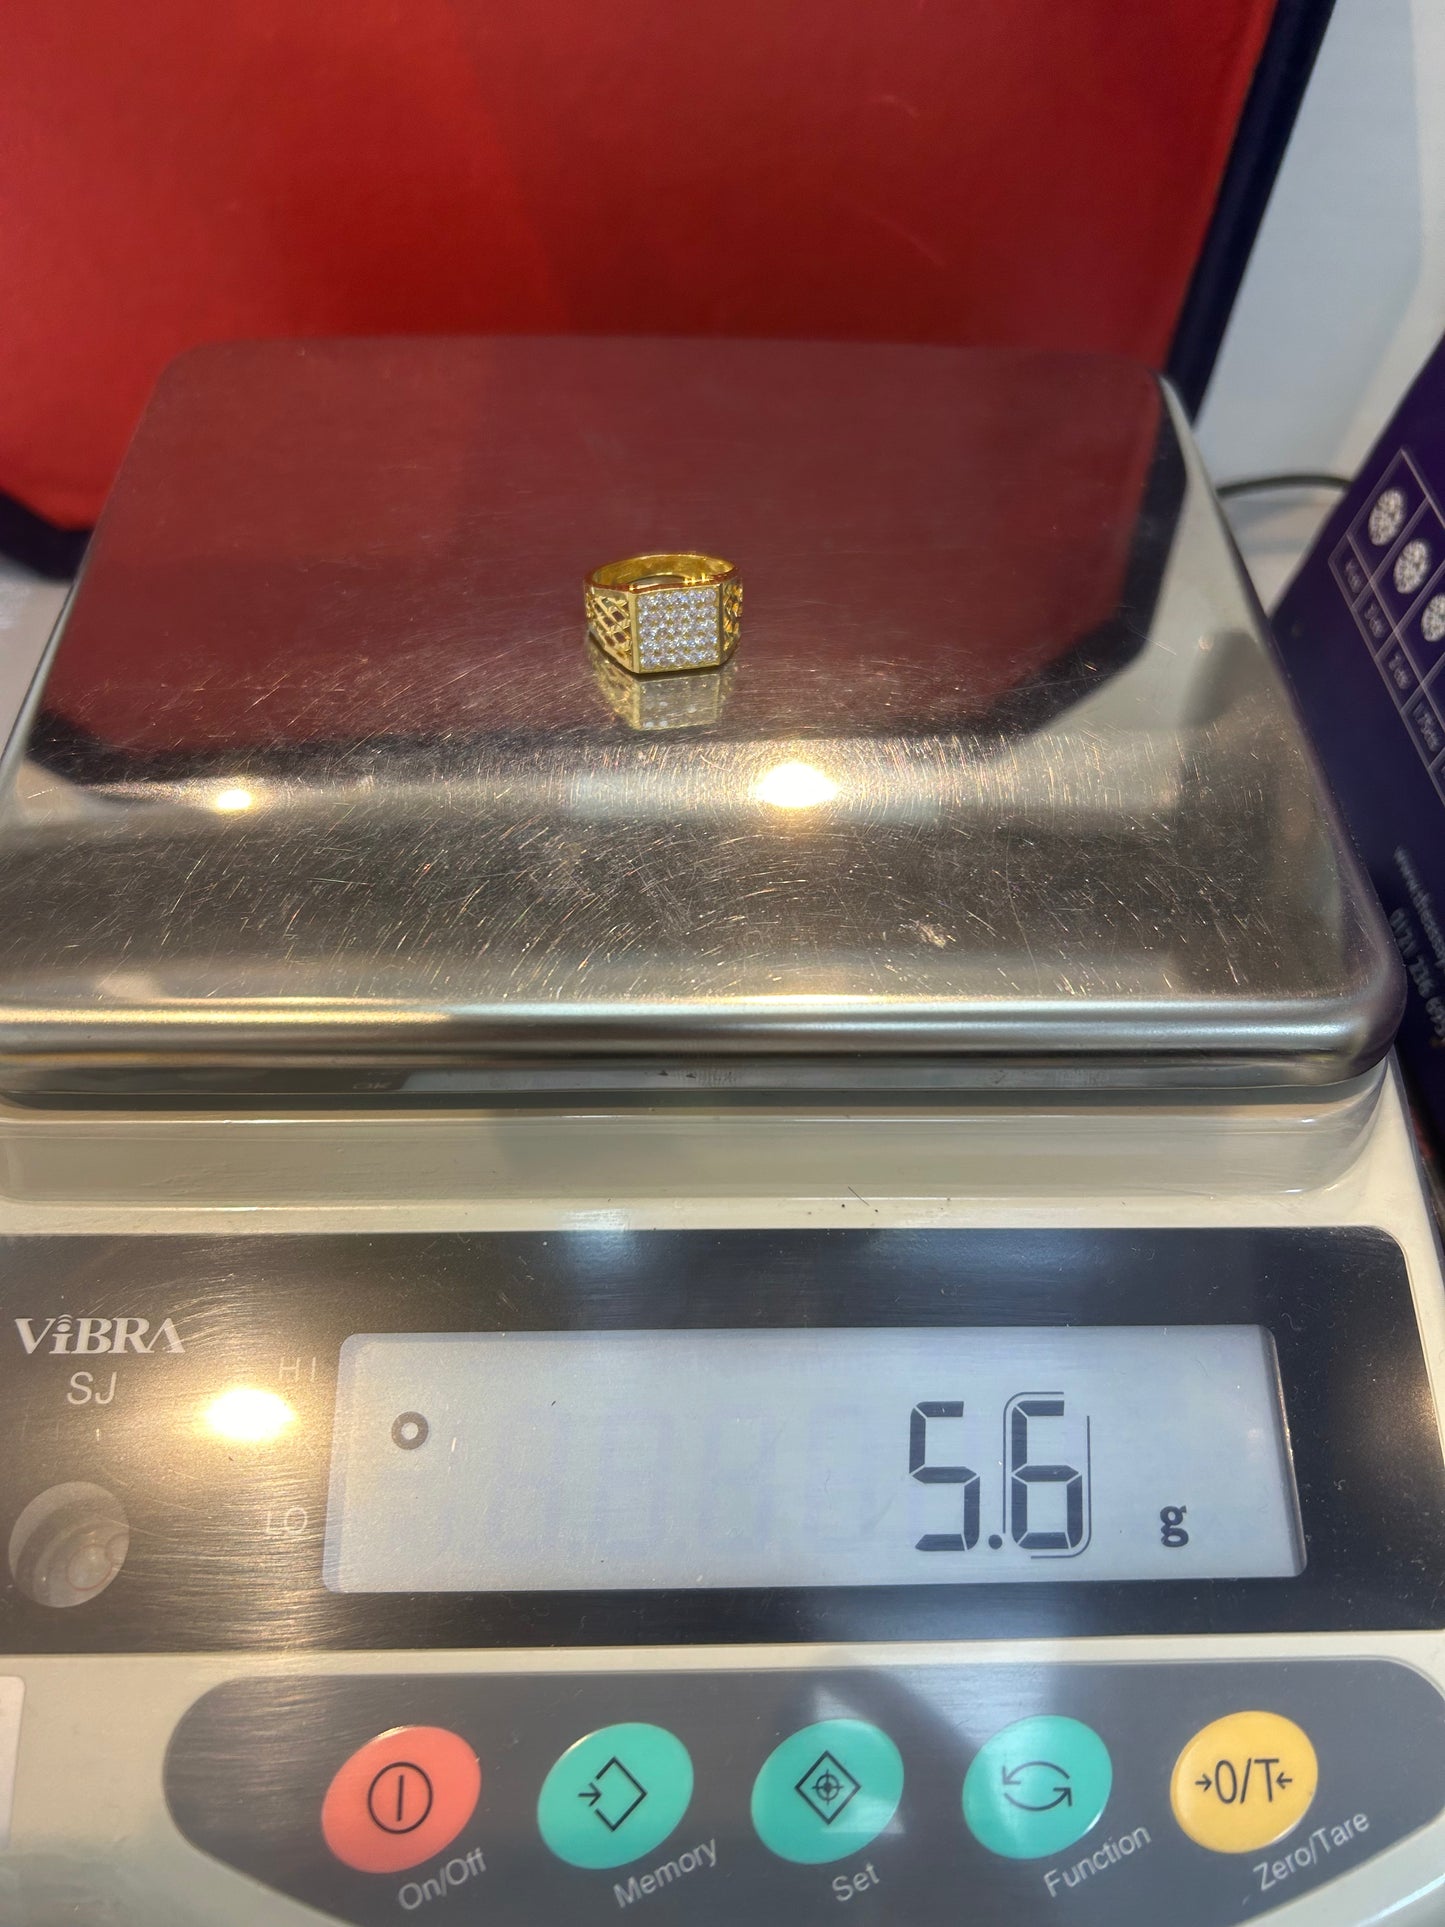 ViBRA
SJ
HI
LO
5.6 g
On/Off
Memory
Set
Function
→0/T←
Zero/Tare